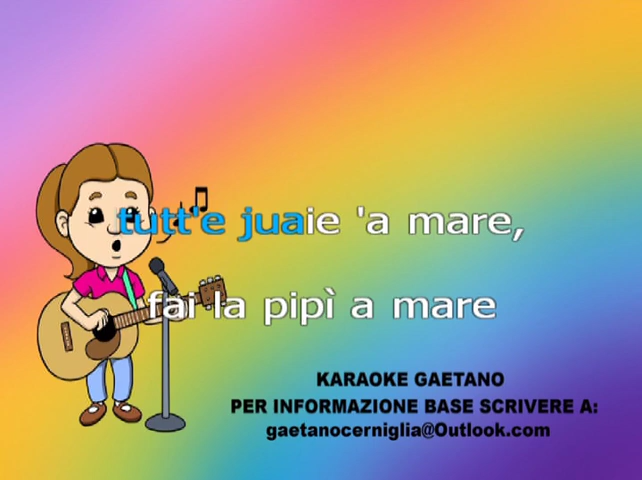 tutt'e juaie 'a mare,
fai la pipì a mare
KARAOKE GAETANO
PER INFORMAZIONE BASE SCRIVERE A:
gaetanocerniglia@Outlook.com